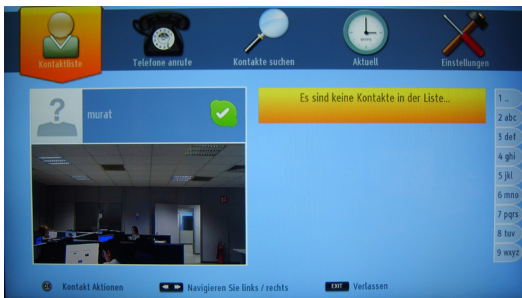 Kontaktliste
Telefone anrufe
Kontakte suchen
Aktuell
Einstellungen
murat
Es sind keine Kontakte in der Liste...
1 _
2 abc
3 def
4 ghi
5 jkl
6 mno
7 pqrs
8 tuv
9 wxyz
OK Kontakt Aktionen
Navigieren Sie links / rechts
EXIT Verlassen